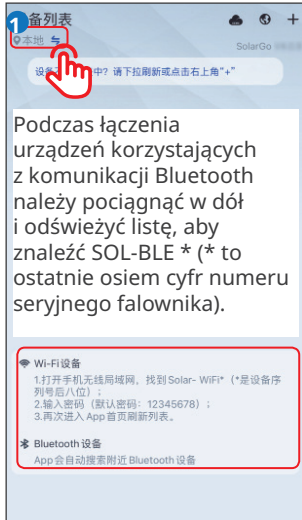 1
备列表
本地
SolarGo
设备 中？请下拉刷新或点击右上角"+"
Podczas łączenia
urządzeń korzystających
z komunikacji Bluetooth
należy pociągnąć w dół
i odświeżyć listę, aby
znaleźć SOL-BLE * (* to
ostatnie osiem cyfr numeru
seryjnego falownika).
Wi-Fi设备
1.打开手机无线局域网，找到Solar- WiFi*（*是设备序
列号后八位）；
2.输入密码（默认密码：12345678）；
3.再次进入 App首页刷新列表。
Bluetooth 设备
App会自动搜索附近 Bluetooth 设备